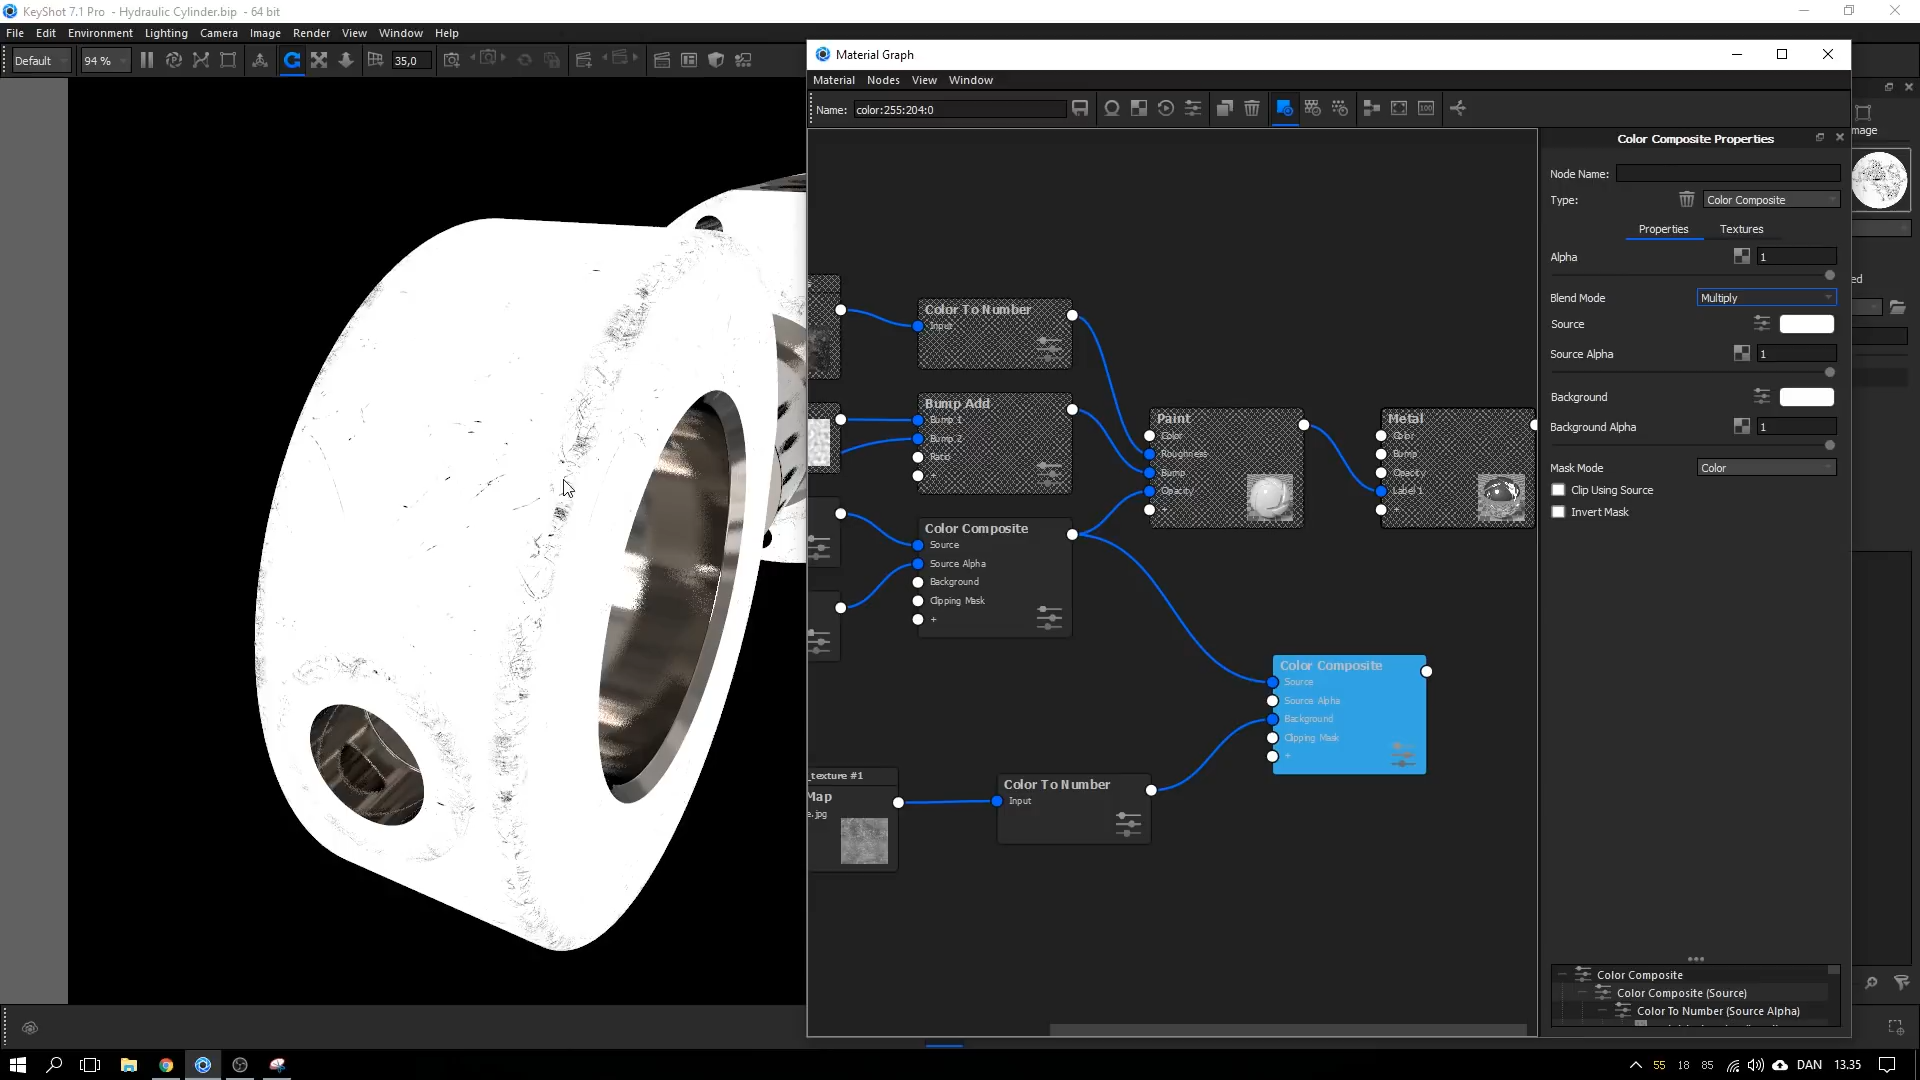 KeyShot 7.1 Pro - Hydraulic Cylinder.bip - 64 bit
File Edit Environment Lighting Camera Image Render View Window Help
Default 94 % 35,0
Material Graph
Material Nodes View Window
Name: color:255:204:0
Color To Number
Input
Bump Add
Bump 1
Bump 2
Ratio
+
Color Composite
Source
Source Alpha
Background
Clipping Mask
+
Paint
Color
Roughness
Bump
Opacity
+
Metal
Color
Bump
Opacity
Label 1
+
Color Composite
Source
Source Alpha
Background
Clipping Mask
+
_texture #1
Map
e.jpg
Color To Number
Input
Color Composite Properties
Node Name:
Type: Color Composite
Properties Textures
Alpha 1
Blend Mode Multiply
Source
Source Alpha 1
Background
Background Alpha 1
Mask Mode Color
Clip Using Source
Invert Mask
Color Composite
Color Composite (Source)
Color To Number (Source Alpha)
mage
ed
55 18 85 DAN 13.35